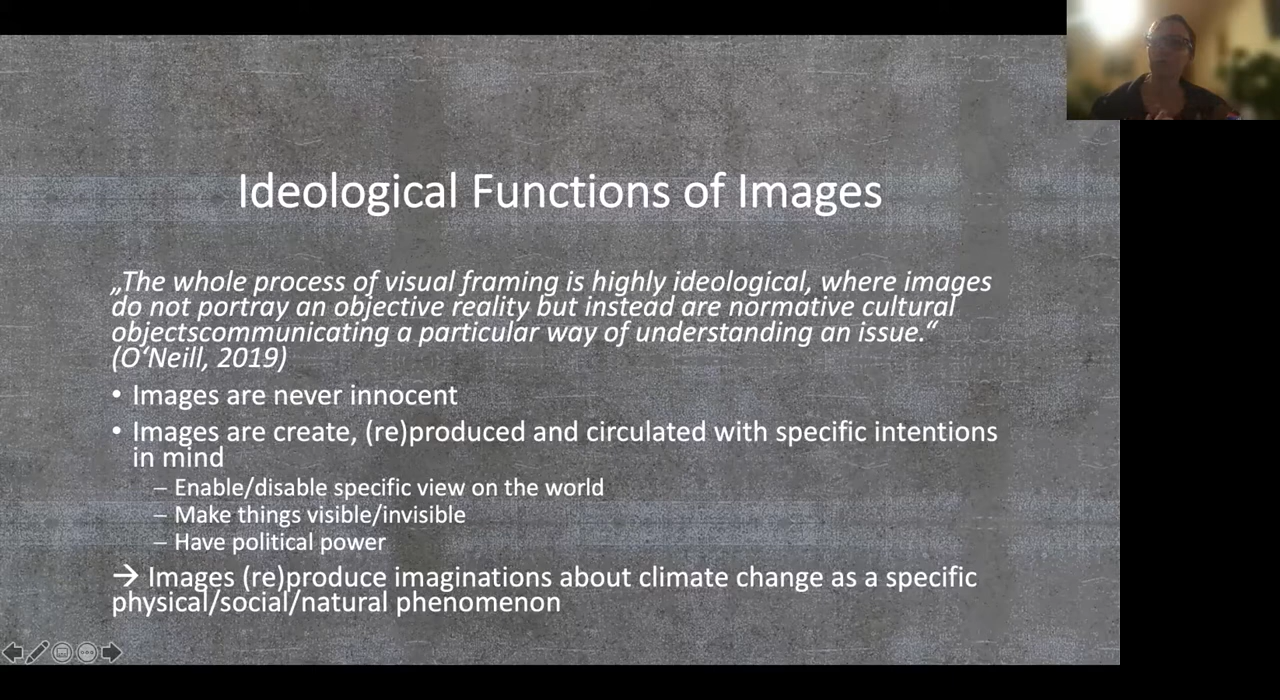 Ideological Functions of Images
„The whole process of visual framing is highly ideological, where images
do not portray an objective reality but instead are normative cultural
objectscommunicating a particular way of understanding an issue.“
(O‘Neill, 2019)
• Images are never innocent
• Images are create, (re)produced and circulated with specific intentions
in mind
– Enable/disable specific view on the world
– Make things visible/invisible
– Have political power
→ Images (re)produce imaginations about climate change as a specific
physical/social/natural phenomenon